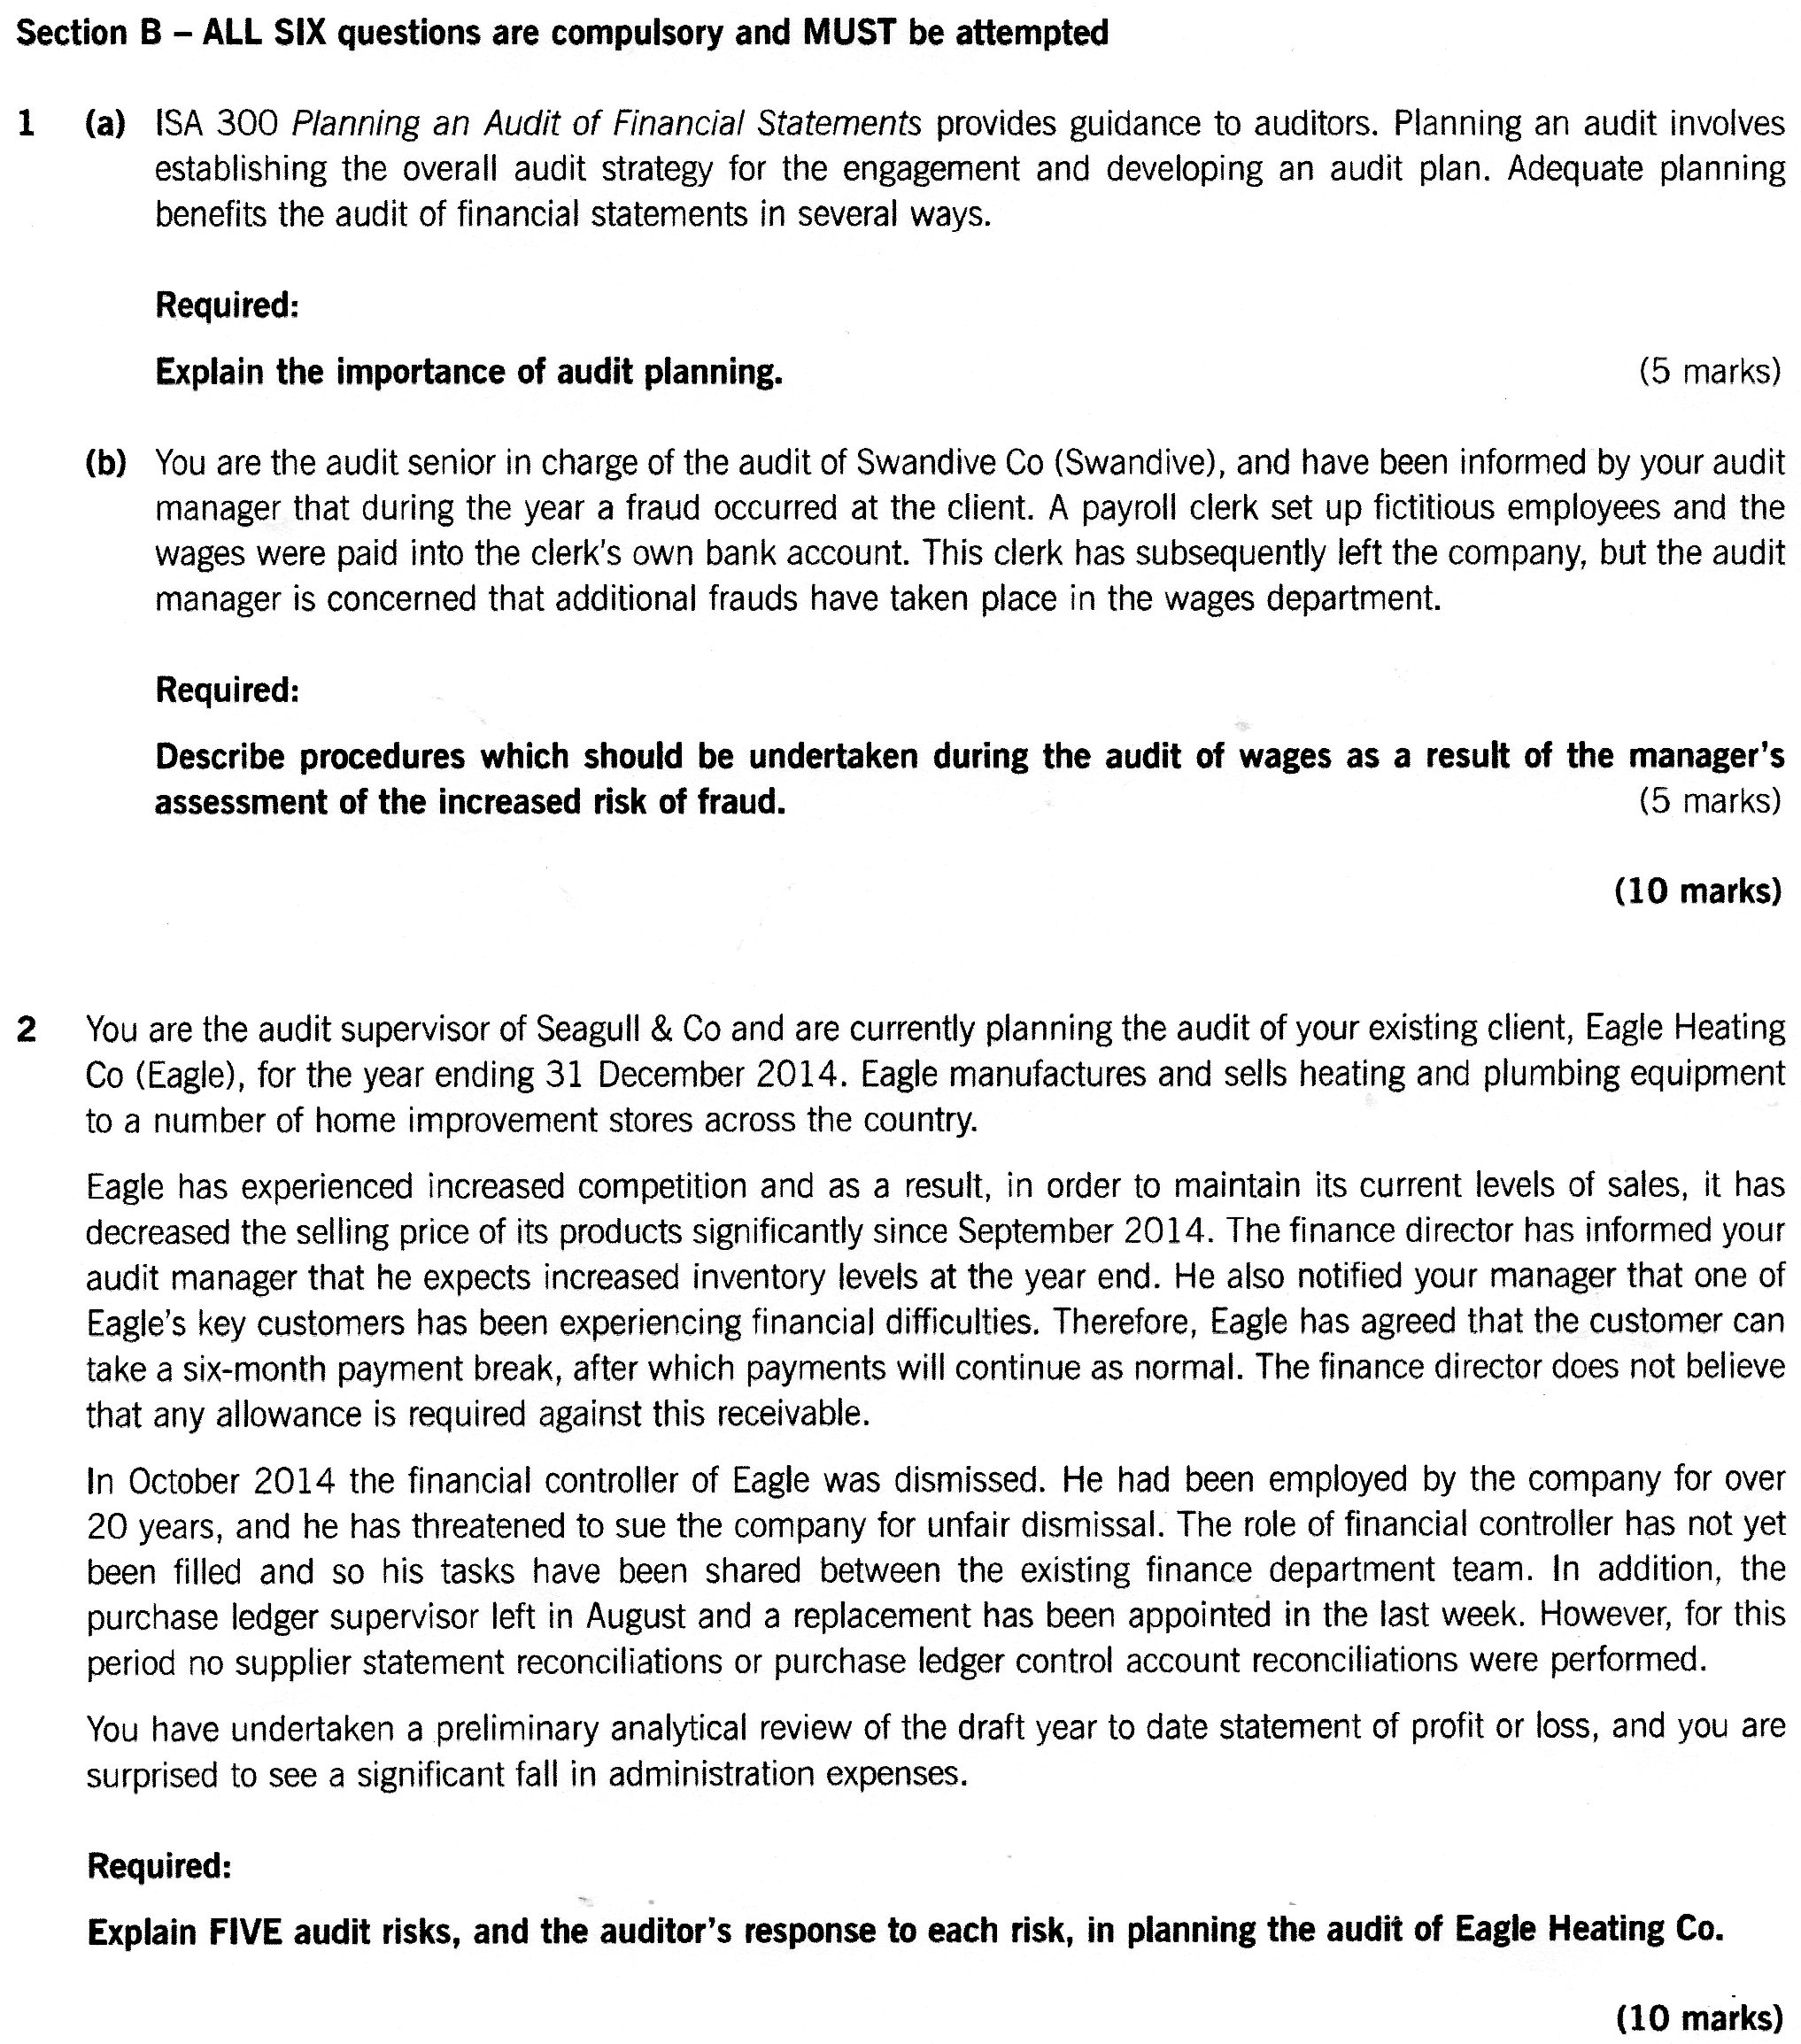 Section B – ALL SIX questions are compulsory and MUST be attempted
1 (a) ISA 300 Planning an Audit of Financial Statements provides guidance to auditors. Planning an audit involves
establishing the overall audit strategy for the engagement and developing an audit plan. Adequate planning
benefits the audit of financial statements in several ways.
Required:
Explain the importance of audit planning. (5 marks)
(b) You are the audit senior in charge of the audit of Swandive Co (Swandive), and have been informed by your audit
manager that during the year a fraud occurred at the client. A payroll clerk set up fictitious employees and the
wages were paid into the clerk's own bank account. This clerk has subsequently left the company, but the audit
manager is concerned that additional frauds have taken place in the wages department.
Required:
Describe procedures which should be undertaken during the audit of wages as a result of the manager's
assessment of the increased risk of fraud. (5 marks)
(10 marks)
2 You are the audit supervisor of Seagull & Co and are currently planning the audit of your existing client, Eagle Heating
Co (Eagle), for the year ending 31 December 2014. Eagle manufactures and sells heating and plumbing equipment
to a number of home improvement stores across the country.
Eagle has experienced increased competition and as a result, in order to maintain its current levels of sales, it has
decreased the selling price of its products significantly since September 2014. The finance director has informed your
audit manager that he expects increased inventory levels at the year end. He also notified your manager that one of
Eagle's key customers has been experiencing financial difficulties. Therefore, Eagle has agreed that the customer can
take a six-month payment break, after which payments will continue as normal. The finance director does not believe
that any allowance is required against this receivable.
In October 2014 the financial controller of Eagle was dismissed. He had been employed by the company for over
20 years, and he has threatened to sue the company for unfair dismissal. The role of financial controller has not yet
been filled and so his tasks have been shared between the existing finance department team. In addition, the
purchase ledger supervisor left in August and a replacement has been appointed in the last week. However, for this
period no supplier statement reconciliations or purchase ledger control account reconciliations were performed.
You have undertaken a preliminary analytical review of the draft year to date statement of profit or loss, and you are
surprised to see a significant fall in administration expenses.
Required:
Explain FIVE audit risks, and the auditor's response to each risk, in planning the audit of Eagle Heating Co.
(10 marks)